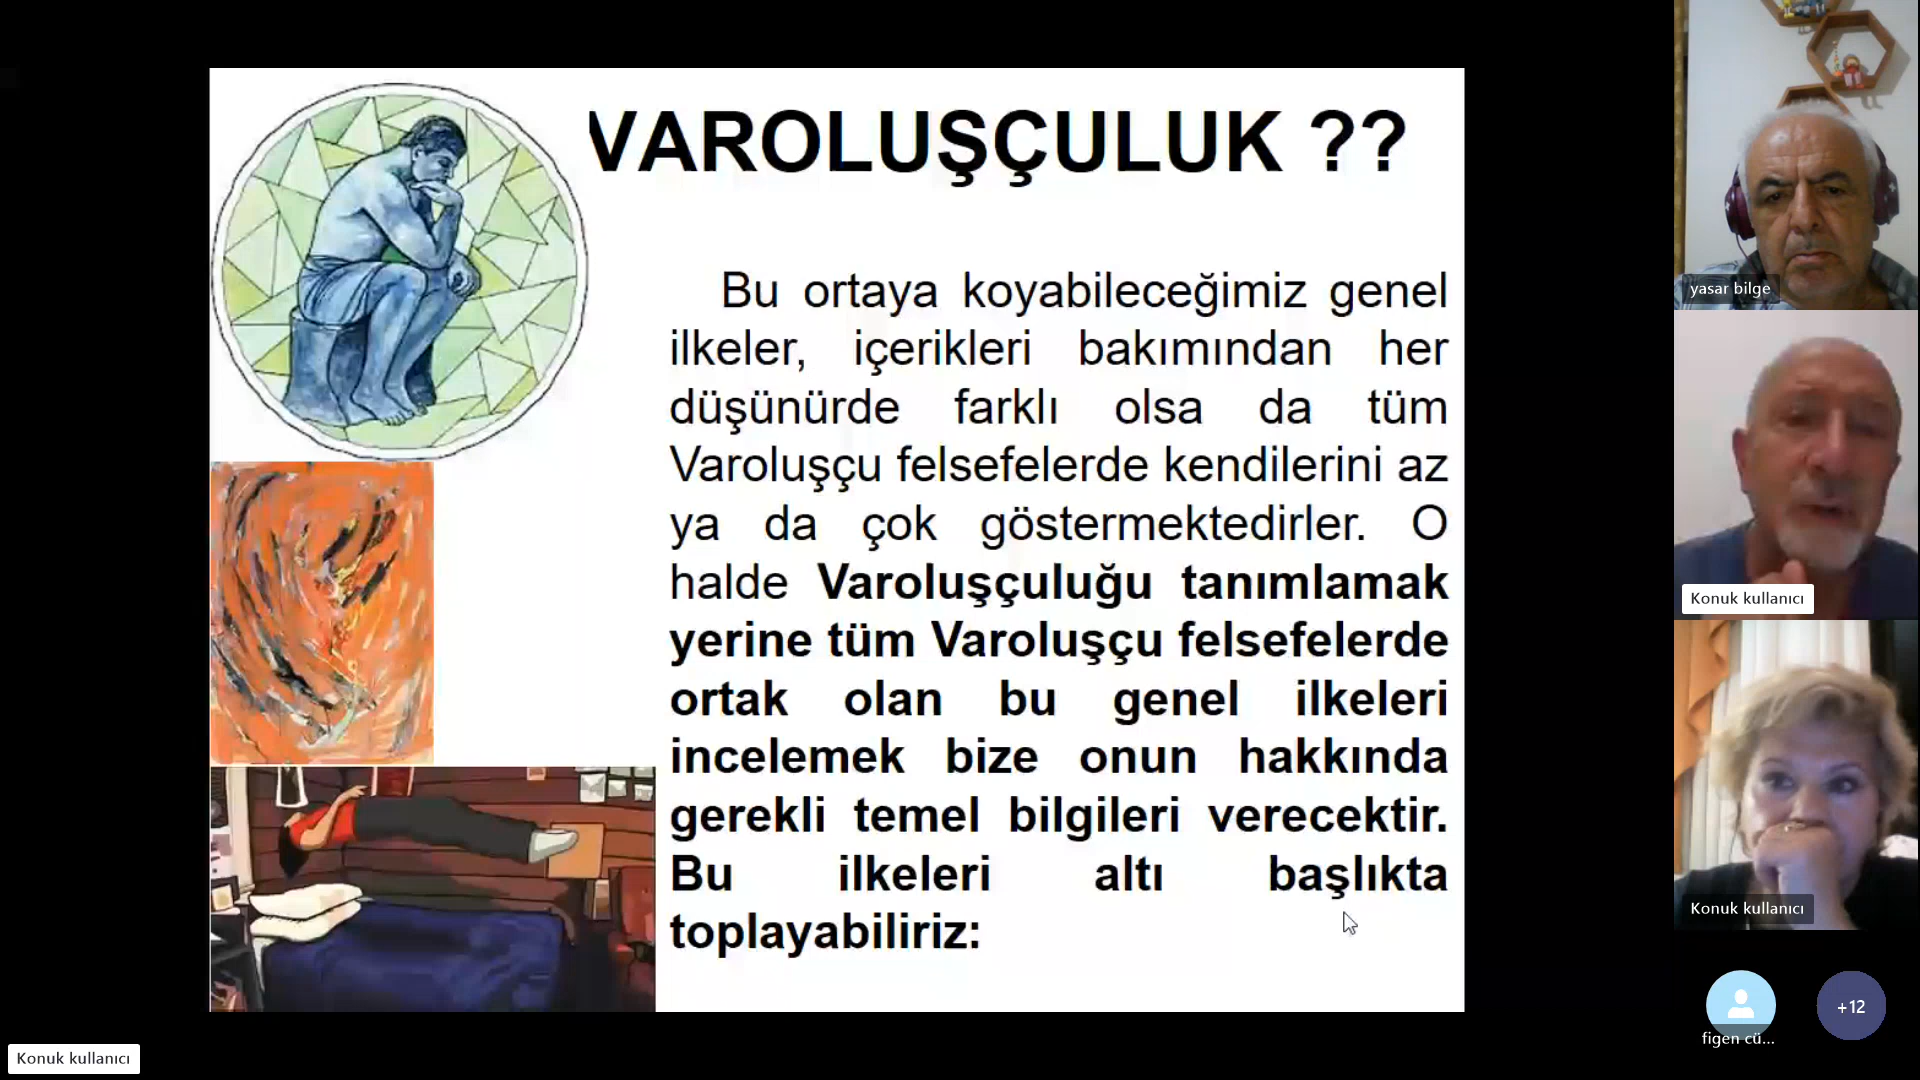 VAROLUŞÇULUK ??
Bu ortaya koyabileceğimiz genel
ilkeler, içerikleri bakımından her
düşünürde farklı olsa da tüm
Varoluşçu felsefelerde kendilerini az
ya da çok göstermektedirler. O
halde Varoluşçuluğu tanımlamak
yerine tüm Varoluşçu felsefelerde
ortak olan bu genel ilkeleri
incelemek bize onun hakkında
gerekli temel bilgileri verecektir.
Bu ilkeleri altı başlıkta
toplayabiliriz:
yasar bilge
Konuk kullanıcı
Konuk kullanıcı
figen cü...
+12
Konuk kullanıcı